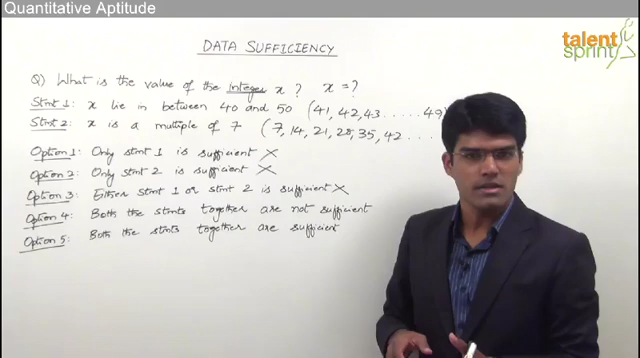 Quantitative Aptitude
talent
sprint
DATA SUFFICIENCY
Q) What is the value of the Integer x ? x = ?
Stmt 1: x lie in between 40 and 50 (41, 42, 43 ...... 49)
Stmt 2: x is a multiple of 7 (7, 14, 21, 28, 35, 42 ....
Option 1: Only stmt 1 is sufficient ✗
Option 2: Only stmt 2 is sufficient ✗
Option 3: Either stmt 1 or stmt 2 is sufficient ✗
Option 4: Both the stmts together are not sufficient
Option 5: Both the stmts together are sufficient